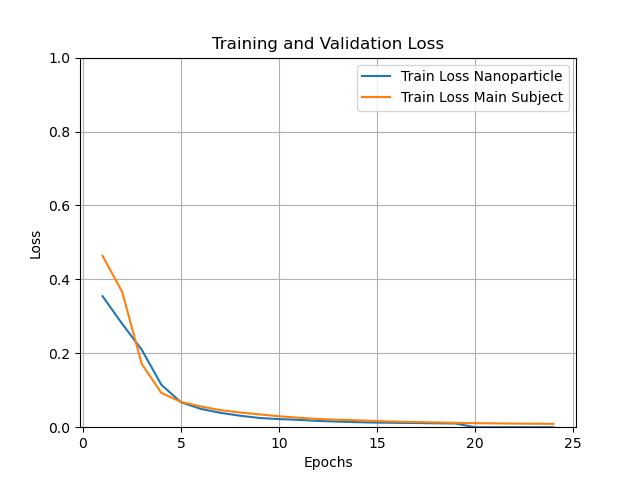 Training and Validation Loss
Train Loss Nanoparticle
Train Loss Main Subject
1.0
0.8
0.6
0.4
0.2
0.0
Loss
0 5 10 15 20 25
Epochs